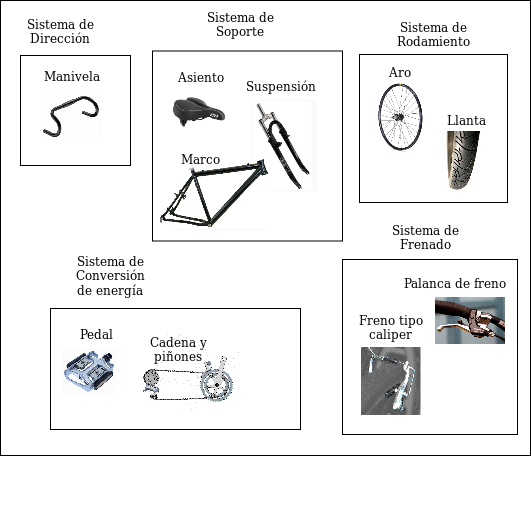 Sistema de
Dirección
Manivela
Sistema de
Soporte
Asiento
Suspensión
Marco
Sistema de
Rodamiento
Aro
Llanta
Sistema de
Conversión
de energía
Pedal
Cadena y
piñones
Sistema de
Frenado
Palanca de freno
Freno tipo
caliper